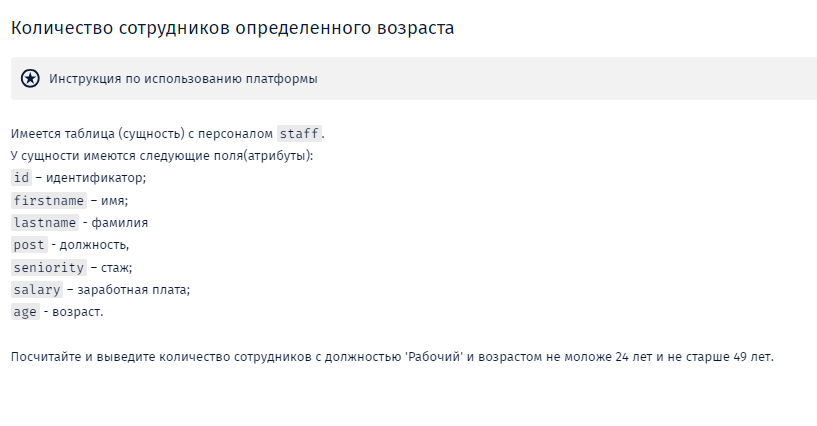 Количество сотрудников определенного возраста
Инструкция по использованию платформы
Имеется таблица (сущность) с персоналом staff.
У сущности имеются следующие поля(атрибуты):
id – идентификатор;
firstname – имя;
lastname - фамилия
post - должность,
seniority – стаж;
salary – заработная плата;
age - возраст.
Посчитайте и выведите количество сотрудников с должностью 'Рабочий' и возрастом не моложе 24 лет и не старше 49 лет.